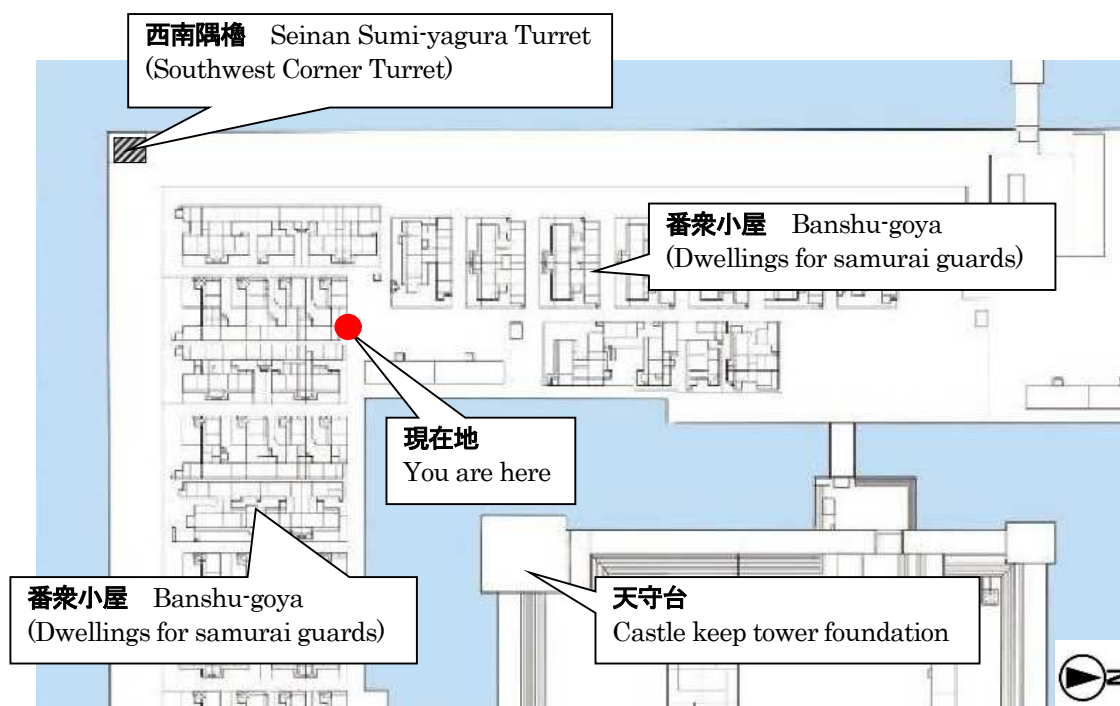 西南隅櫓 Seinan Sumi-yagura Turret
(Southwest Corner Turret)
番衆小屋 Banshu-goya
(Dwellings for samurai guards)
現在地
You are here
番衆小屋 Banshu-goya
(Dwellings for samurai guards)
天守台
Castle keep tower foundation
N